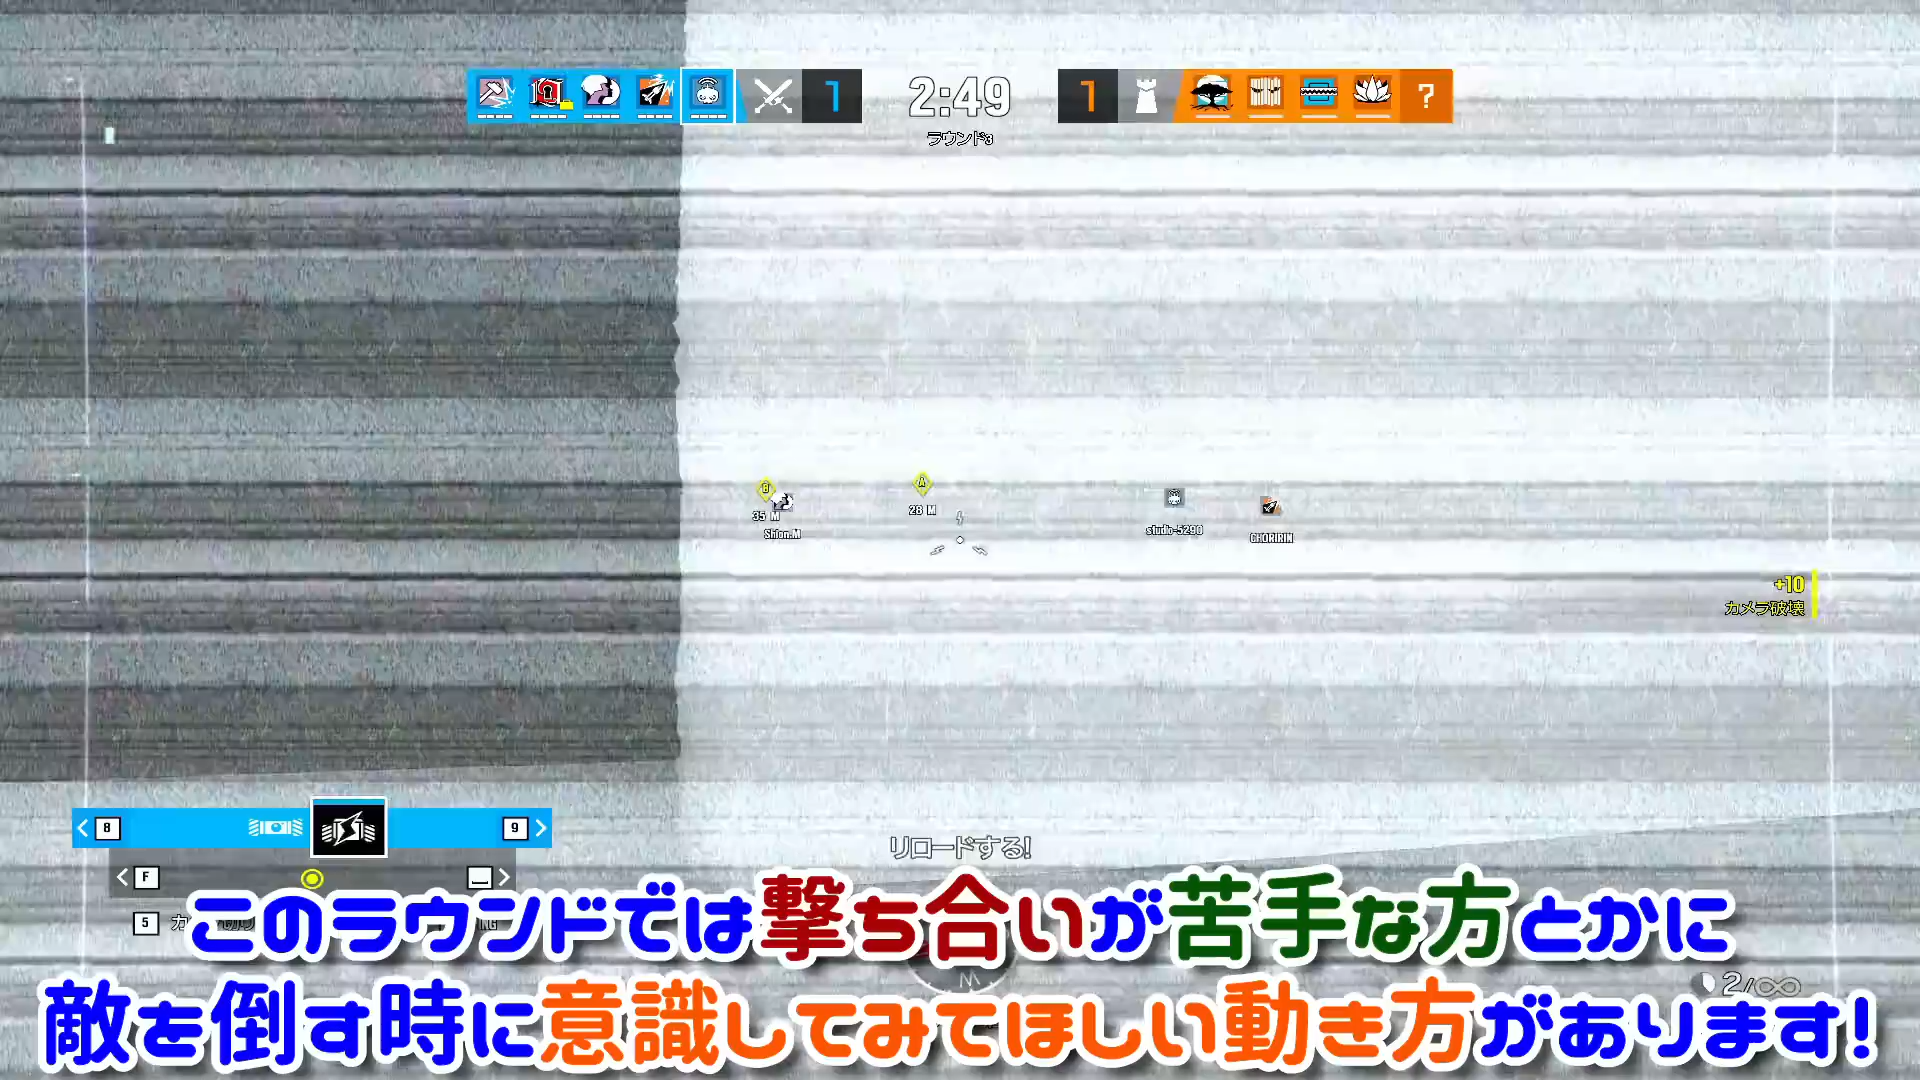 1
2:49
1
?
ラウンド3
B
A
35 M
28 M
Shion.M
studo-5290
CHORIRIN
+10
カメラ破壊
8
9
F
リロードする!
5
N
2/∞
このラウンドでは撃ち合いが苦手な方とかに
敵を倒す時に意識してみてほしい動き方があります!